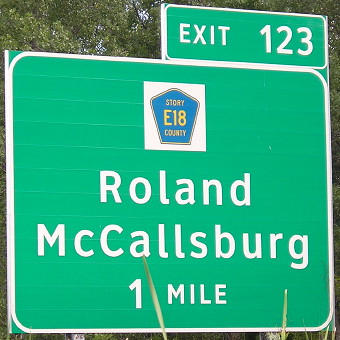 EXIT 123
STORY
E18
COUNTY
Roland
McCallsburg
1 MILE